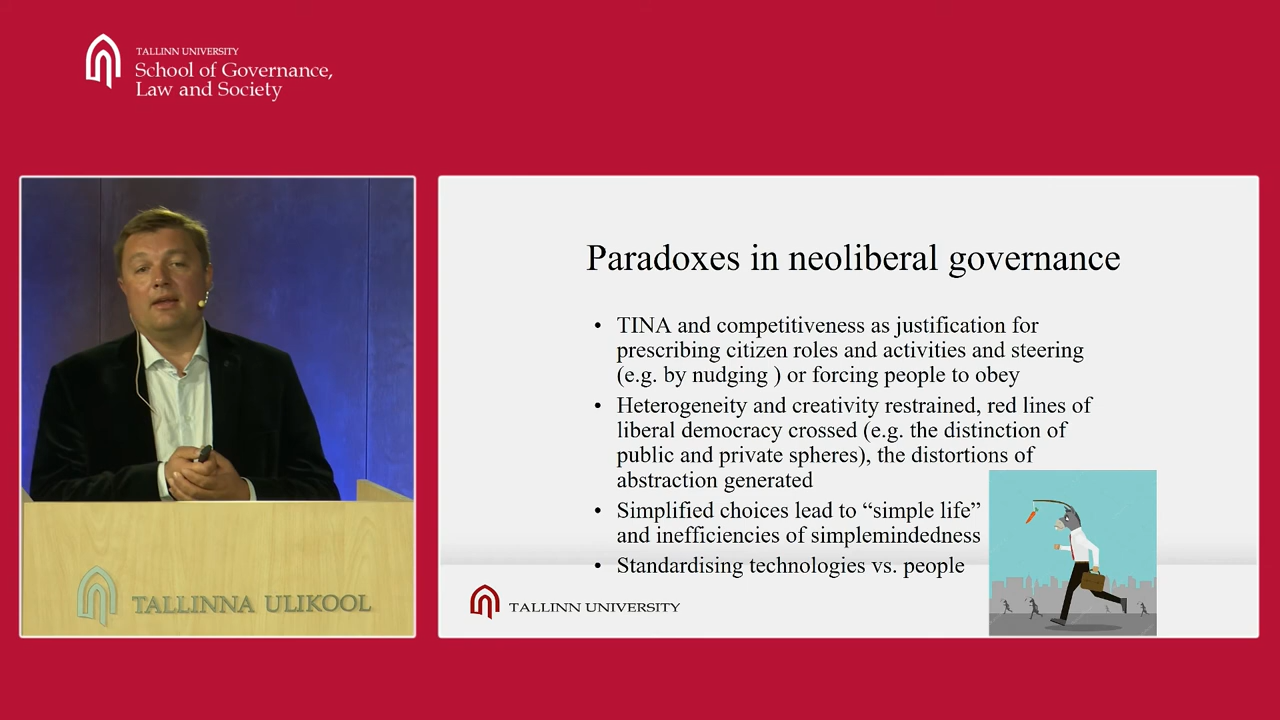 TALLINN UNIVERSITY
School of Governance,
Law and Society
TALLINNA ÜLIKOOL
Paradoxes in neoliberal governance
• TINA and competitiveness as justification for
prescribing citizen roles and activities and steering
(e.g. by nudging ) or forcing people to obey
• Heterogeneity and creativity restrained, red lines of
liberal democracy crossed (e.g. the distinction of
public and private spheres), the distortions of
abstraction generated
• Simplified choices lead to “simple life”
and inefficiencies of simplemindedness
• Standardising technologies vs. people
TALLINN UNIVERSITY